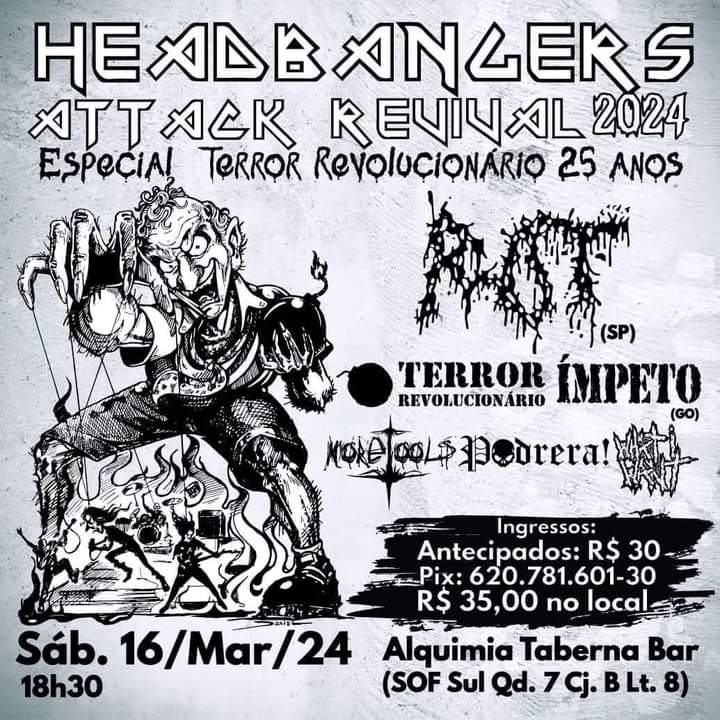 HEADBANGERS
ATTACK REVIVAL 2024
Especial Terror Revolucionário 25 anos
ROT
(SP)
TERROR
REVOLUCIONÁRIO
ÍMPETO
(GO)
MORETOOLS Podrera!
Ingressos:
Antecipados: R$ 30
Pix: 620.781.601-30
R$ 35,00 no local
Sáb. 16/Mar/24
18h30
Alquimia Taberna Bar
(SOF Sul Qd. 7 Cj. B Lt. 8)